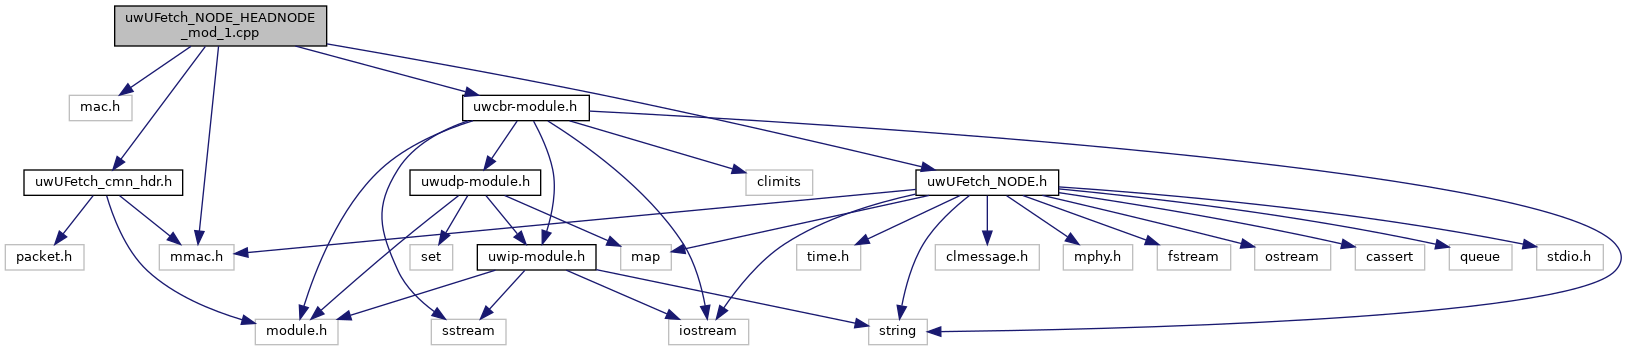 uwUFetch_NODE_HEADNODE
_mod_1.cpp
mac.h
uwcbr-module.h
uwUFetch_cmn_hdr.h
uwudp-module.h
climits
uwUFetch_NODE.h
packet.h
mmac.h
set
uwip-module.h
map
time.h
clmessage.h
mphy.h
fstream
ostream
cassert
queue
stdio.h
module.h
sstream
iostream
string